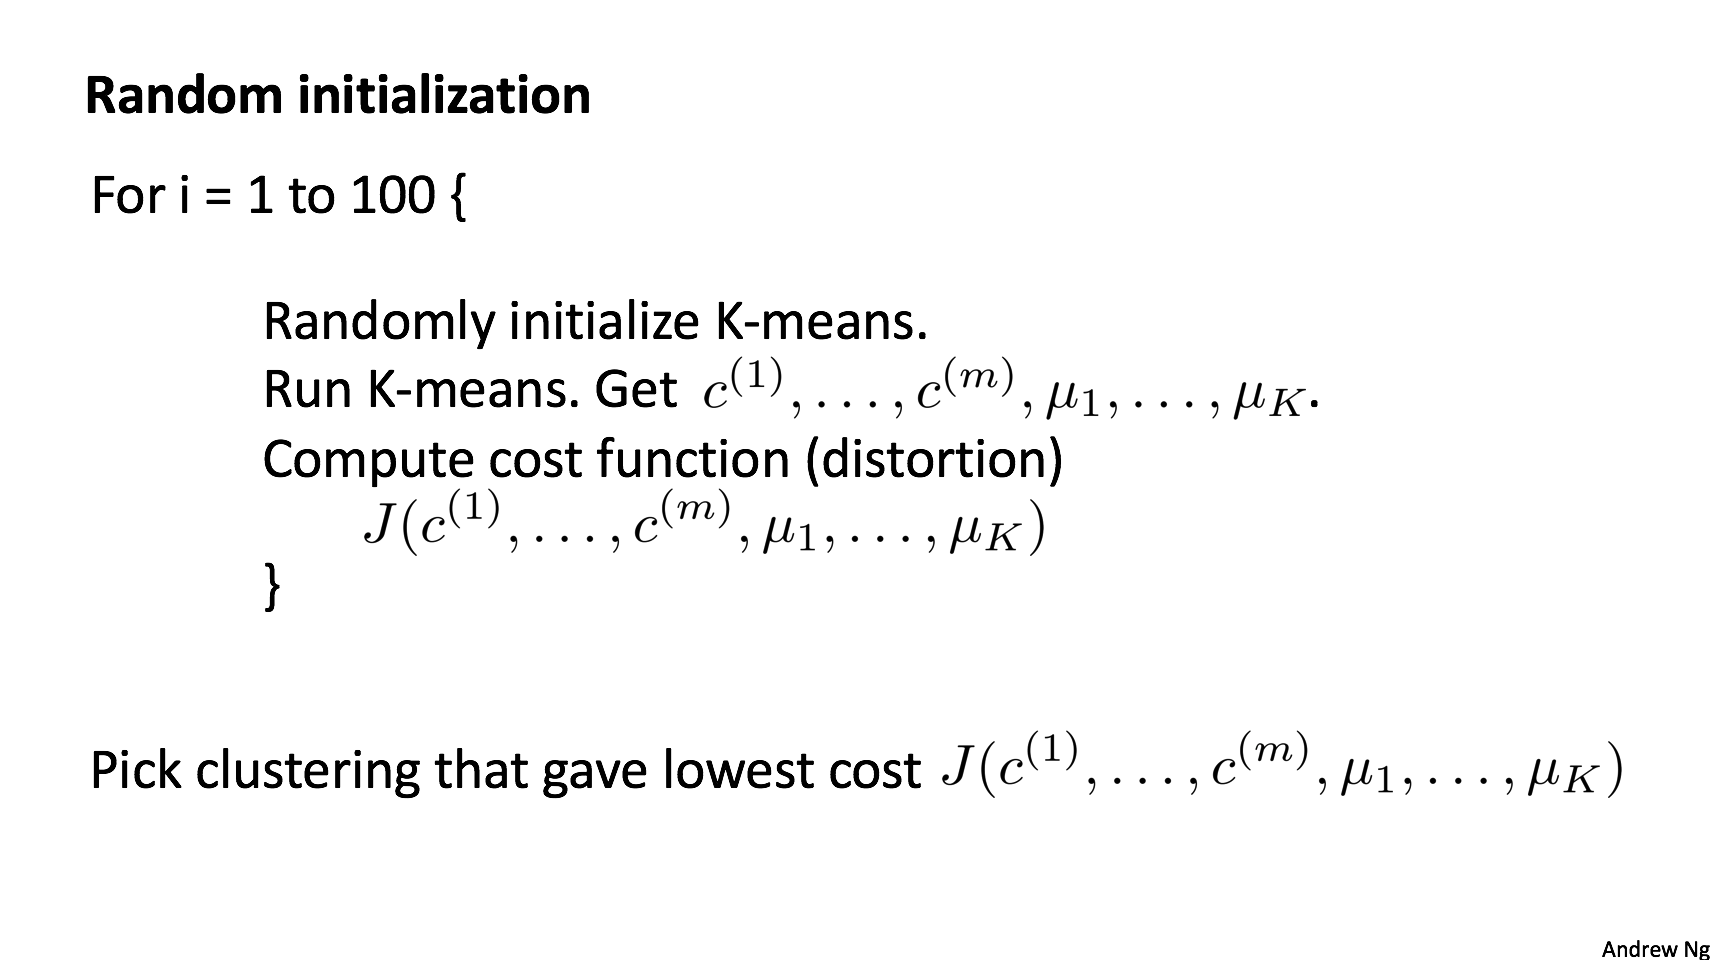 Random initialization
For i = 1 to 100 {
Randomly initialize K-means.
Run K-means. Get $c^{(1)}, \ldots, c^{(m)}, \mu_1, \ldots, \mu_K$.
Compute cost function (distortion)
$J(c^{(1)}, \ldots, c^{(m)}, \mu_1, \ldots, \mu_K)$
}
Pick clustering that gave lowest cost $J(c^{(1)}, \ldots, c^{(m)}, \mu_1, \ldots, \mu_K)$
Andrew Ng